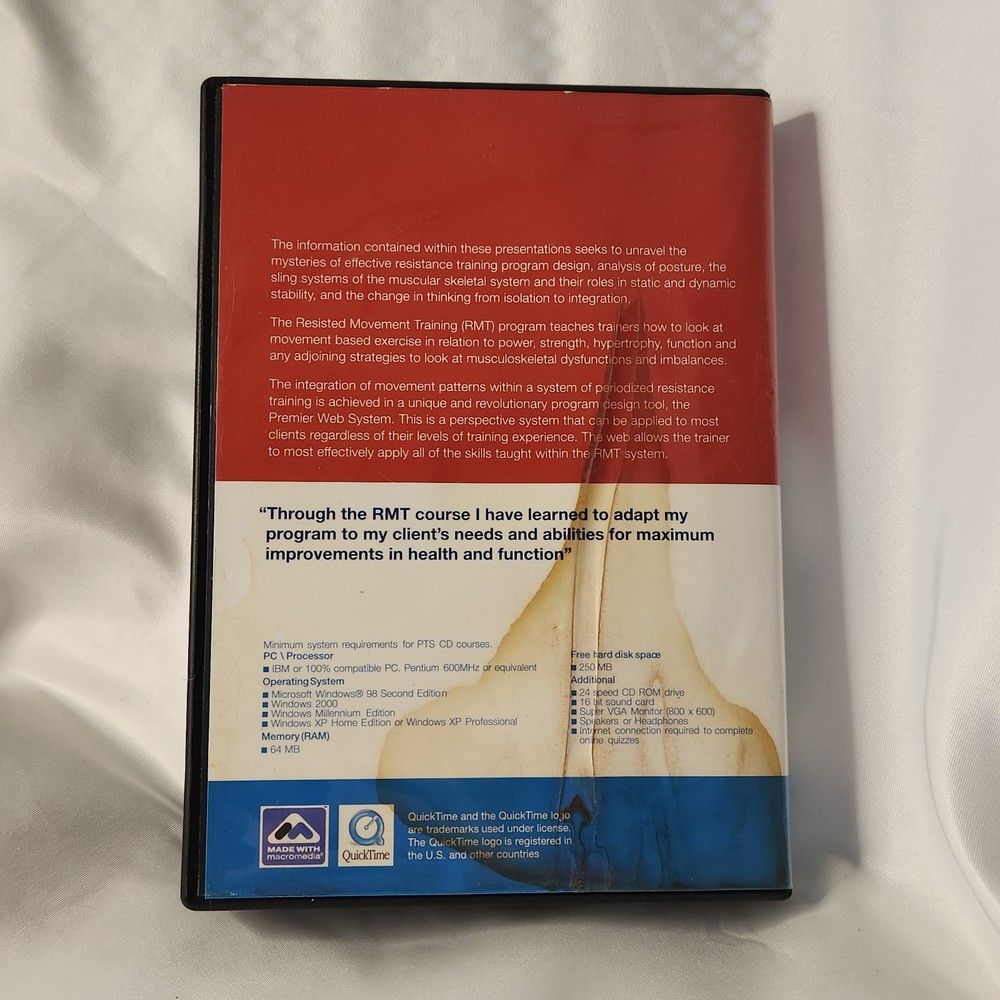 The information contained within these presentations seeks to unravel the
mysteries of effective resistance training program design, analysis of posture, the
sling systems of the muscular skeletal system and their roles in static and dynamic
stability, and the change in thinking from isolation to integration.
The Resisted Movement Training (RMT) program teaches trainers how to look at
movement based exercise in relation to power, strength, hypertrophy, function and
any adjoining strategies to look at musculoskeletal dysfunctions and imbalances.
The integration of movement patterns within a system of periodized resistance
training is achieved in a unique and revolutionary program design tool, the
Premier Web System. This is a perspective system that can be applied to most
clients regardless of their levels of training experience. The web allows the trainer
to most effectively apply all of the skills taught within the RMT system.
“Through the RMT course I have learned to adapt my
program to my client’s needs and abilities for maximum
improvements in health and function”
Minimum system requirements for PTS CD courses.
PC \ Processor
IBM or 100% compatible PC. Pentium 600MHz or equivalent
Operating System
Microsoft Windows® 98 Second Edition
Windows 2000
Windows Millennium Edition
Windows XP Home Edition or Windows XP Professional
Memory (RAM)
64 MB
Free hard disk space
250 MB
Additional
24 speed CD ROM drive
16 bit sound card
Super VGA Monitor (800 x 600)
Speakers or Headphones
Internet connection required to complete
online quizzes
MADE WITH
macromedia®
QuickTime
QuickTime and the QuickTime logo
are trademarks used under license.
The QuickTime logo is registered in
the U.S. and other countries